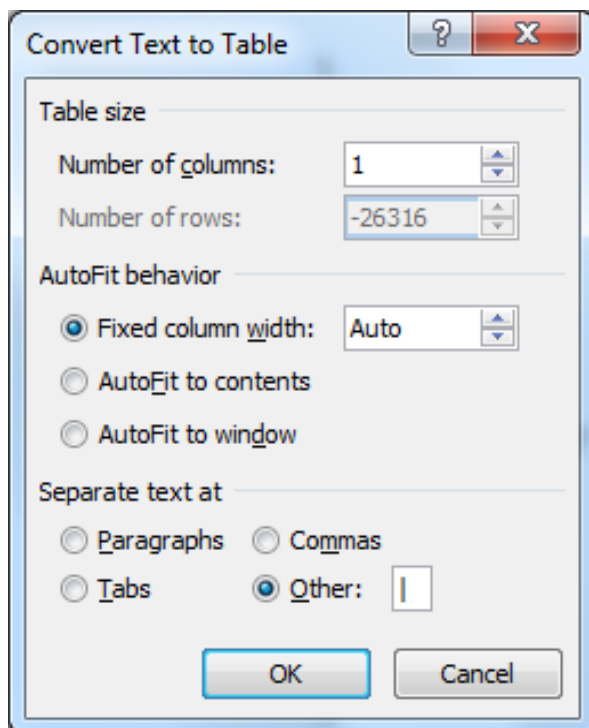 Convert Text to Table
Table size
Number of columns: 1
Number of rows: -26316
AutoFit behavior
Fixed column width: Auto
AutoFit to contents
AutoFit to window
Separate text at
Paragraphs Commas
Tabs Other: |
OK Cancel